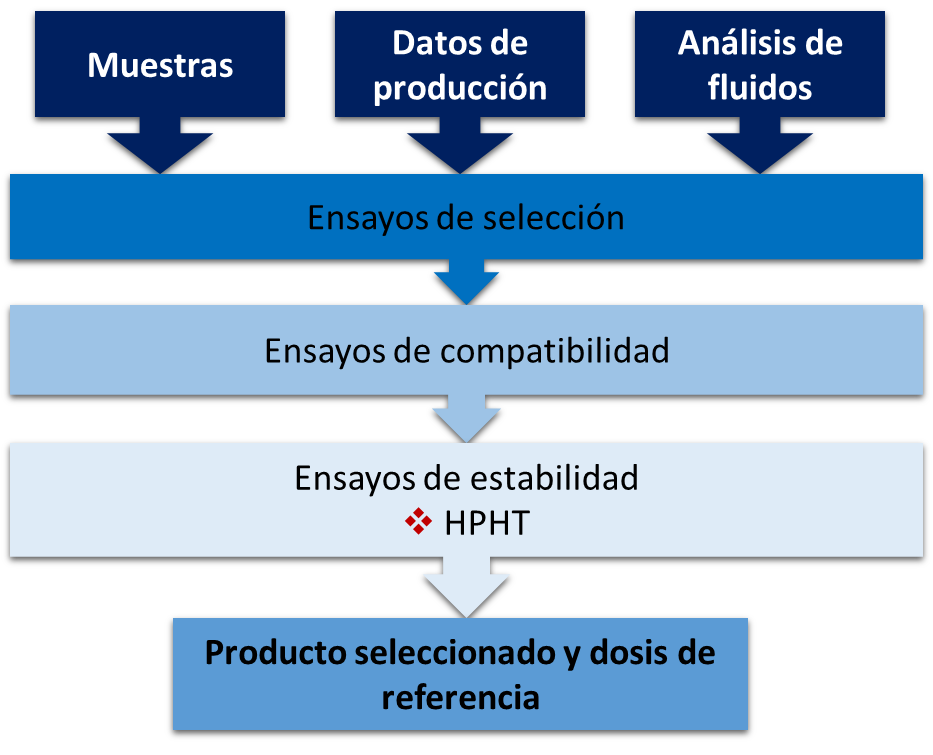 Muestras
Datos de
producción
Análisis de
fluidos
Ensayos de selección
Ensayos de compatibilidad
Ensayos de estabilidad
❖ HPHT
Producto seleccionado y dosis de
referencia